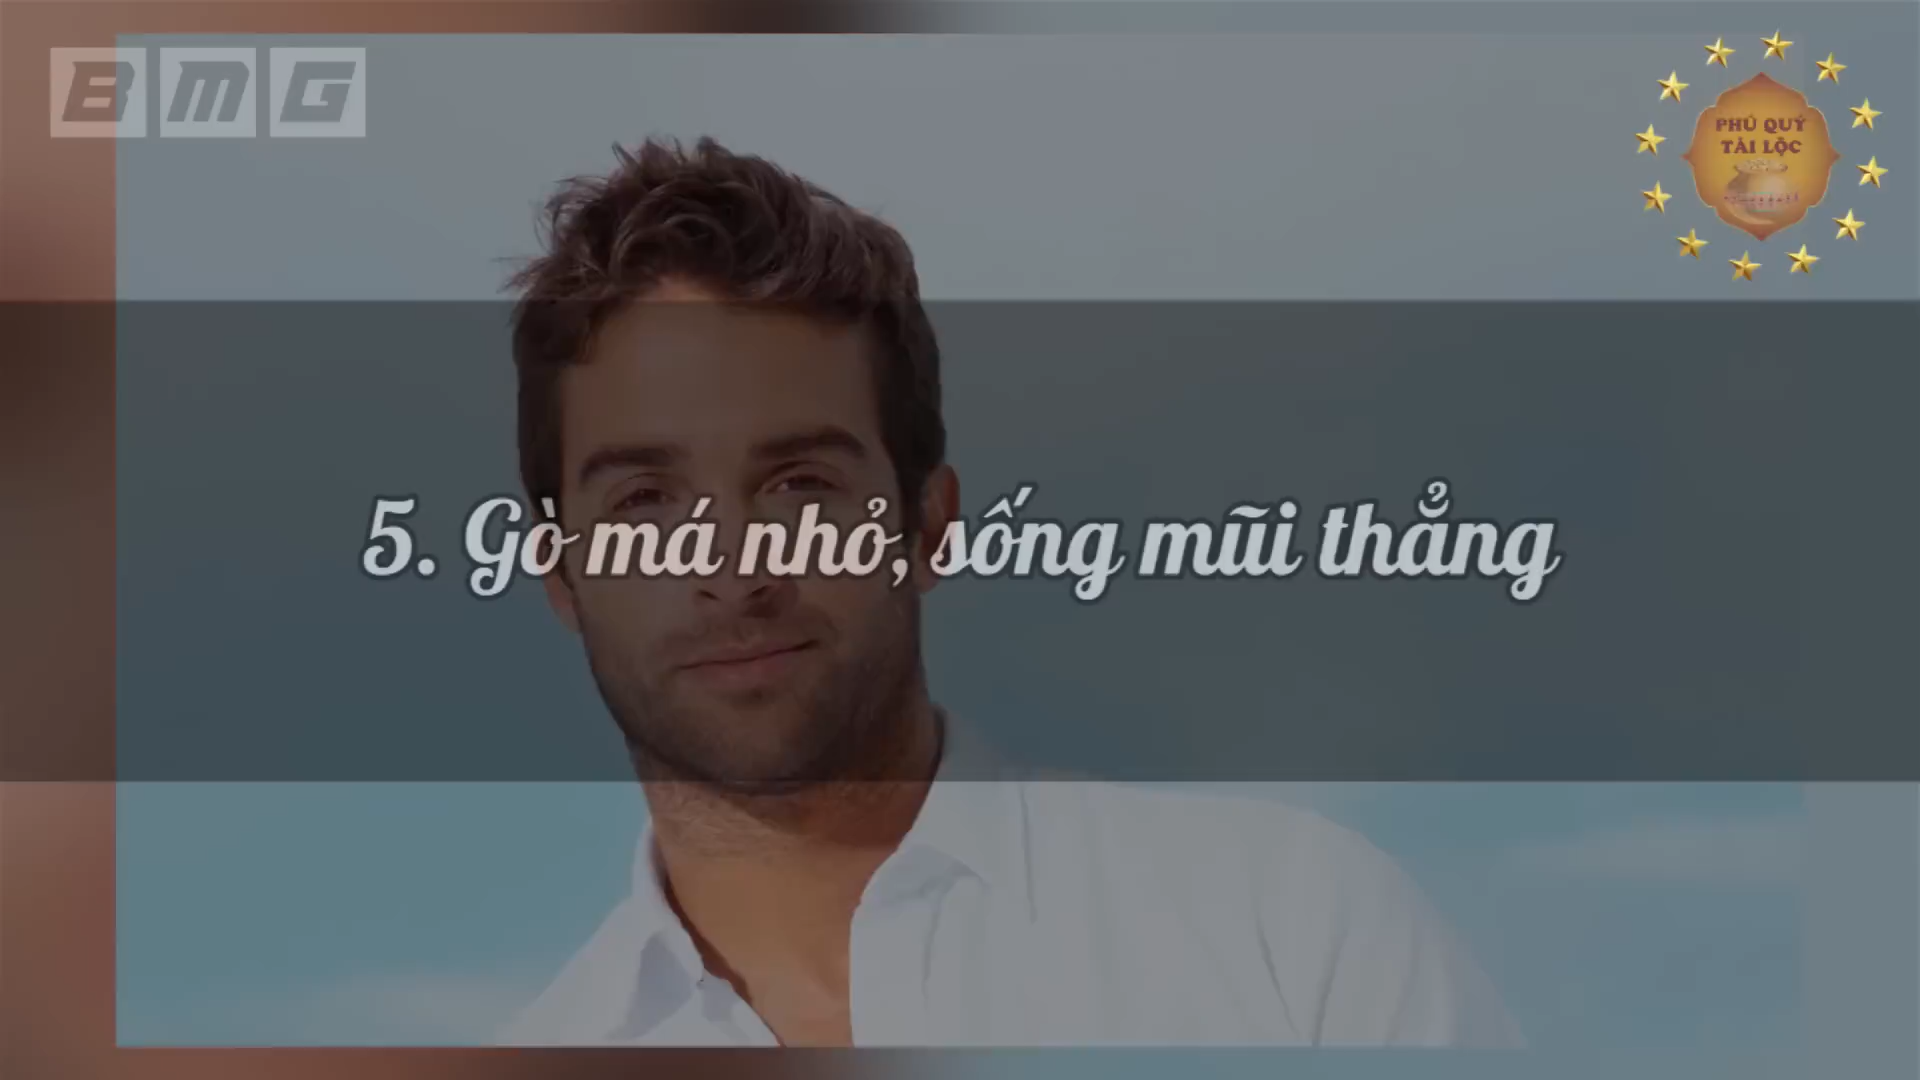 BMG
PHÚ QUÝ
TÀI LỘC
5. Gò má nhỏ, sống mũi thẳng